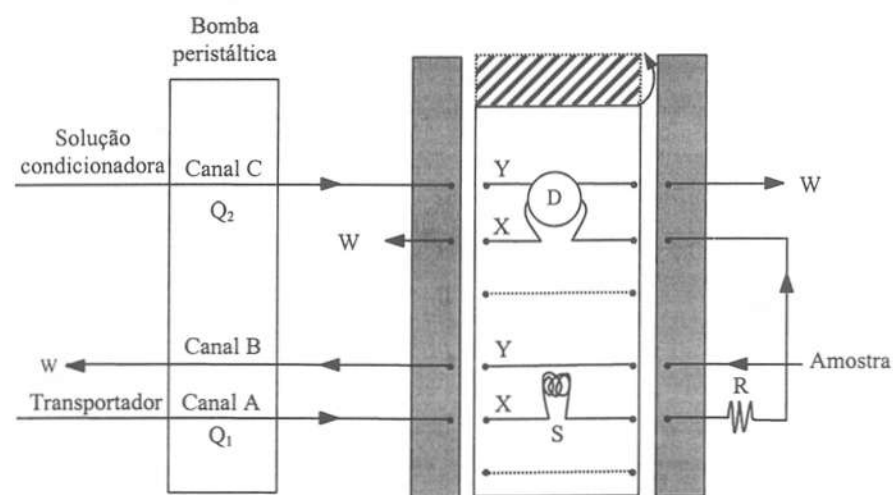 Bomba
peristáltica
Solução
condicionadora
Canal C
Q₂
Y
D
W
W
X
Canal B
W
Y
Amostra
R
Transportador
Canal A
Q₁
X
S